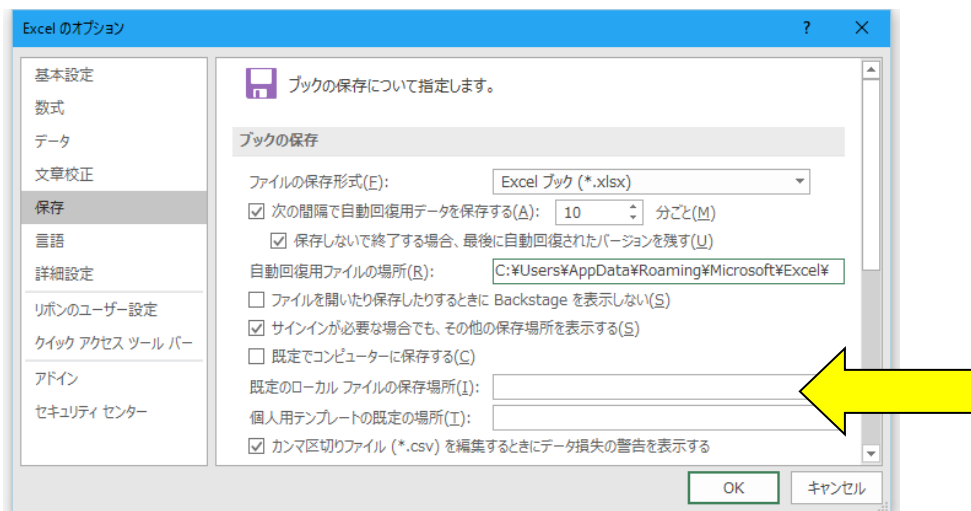 Excel のオプション ? ×
基本設定
数式
データ
文章校正
保存
言語
詳細設定
リボンのユーザー設定
クイック アクセス ツール バー
アドイン
セキュリティ センター
ブックの保存について指定します。
ブックの保存
ファイルの保存形式(F): Excel ブック (*.xlsx)
次の間隔で自動回復用データを保存する(A): 10 分ごと(M)
保存しないで終了する場合、最後に自動回復されたバージョンを残す(U)
自動回復用ファイルの場所(R): C:¥Users¥AppData¥Roaming¥Microsoft¥Excel¥
ファイルを開いたり保存したりするときに Backstage を表示しない(S)
サインインが必要な場合でも、その他の保存場所を表示する(S)
既定でコンピューターに保存する(C)
既定のローカル ファイルの保存場所(I):
個人用テンプレートの既定の場所(T):
カンマ区切りファイル (*.csv) を編集するときにデータ損失の警告を表示する
OK キャンセル